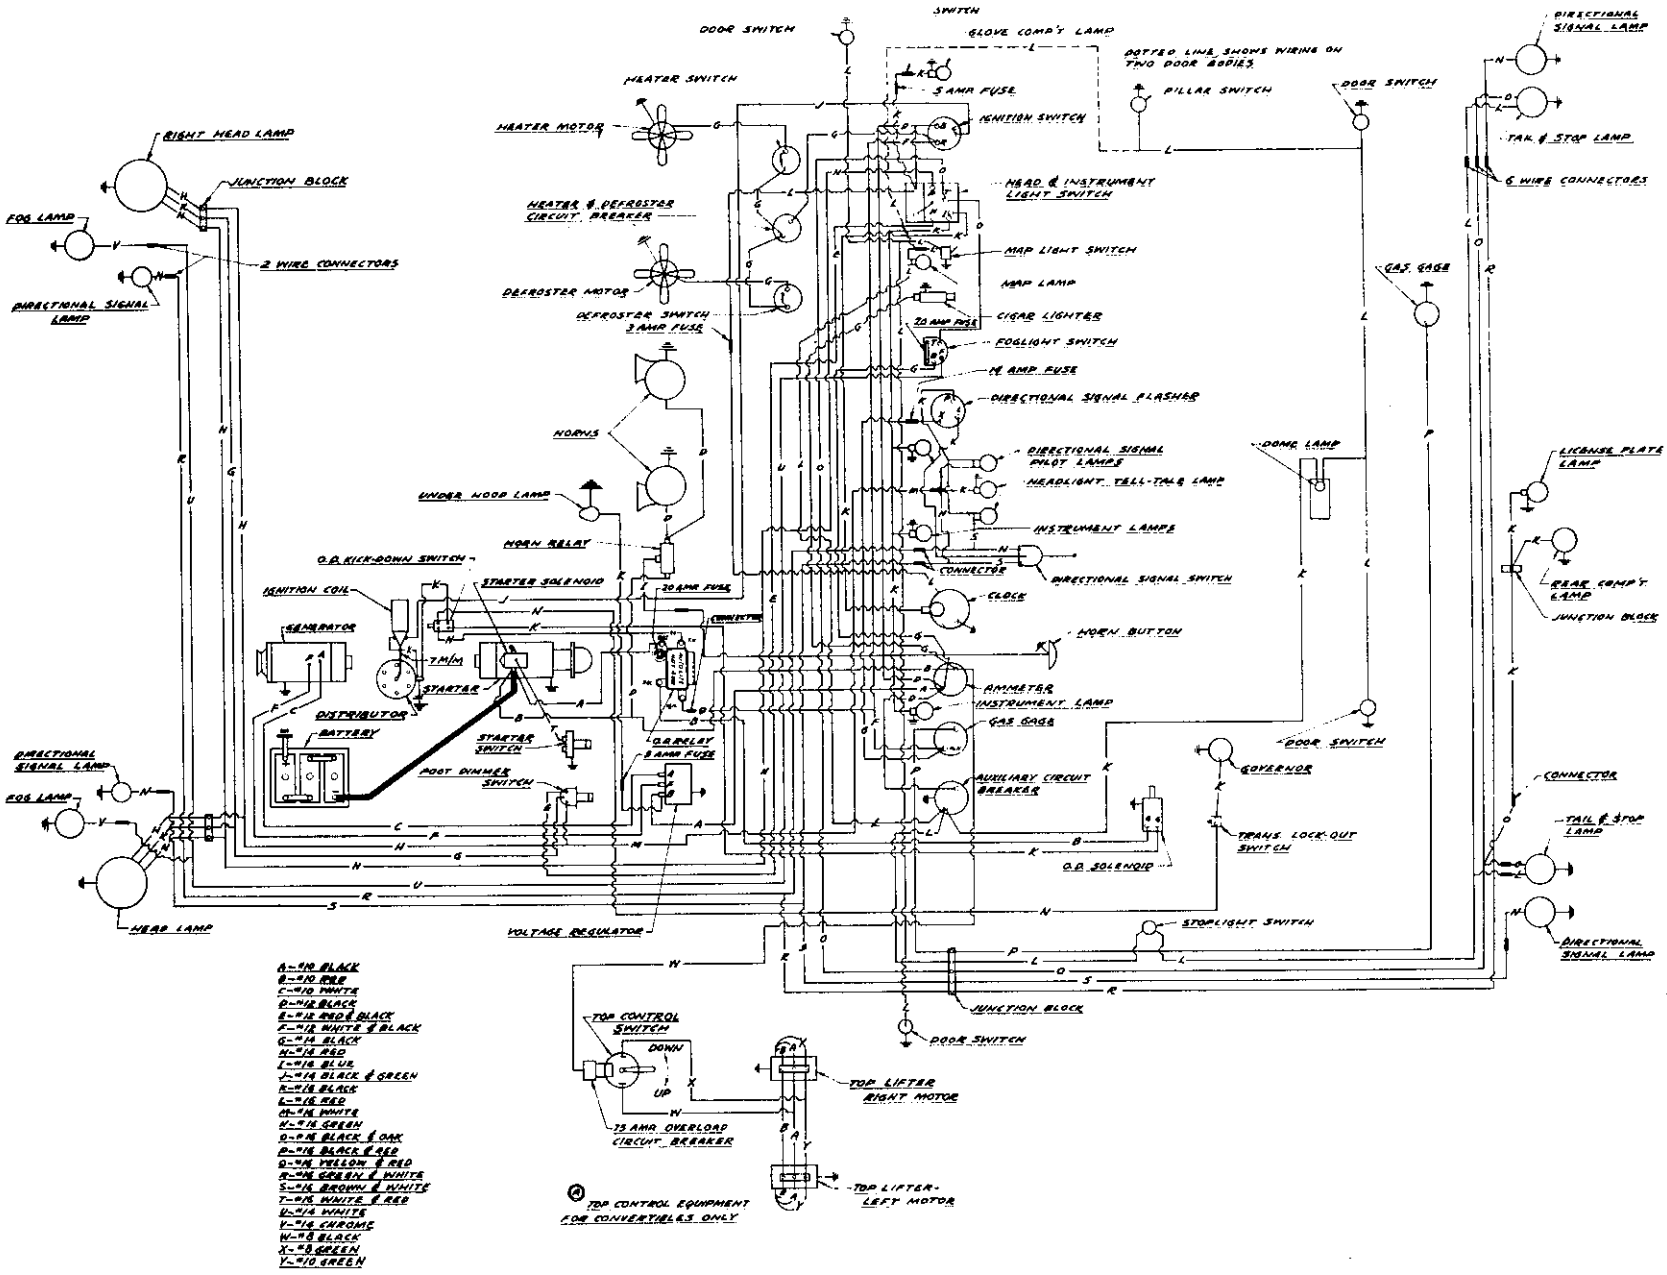 SWITCH
DOOR SWITCH
GLOVE COMP'T LAMP
DIRECTIONAL
SIGNAL LAMP
DOTTED LINE SHOWS WIRING ON
TWO DOOR BODIES
HEATER SWITCH
5 AMP FUSE
PILLAR SWITCH
DOOR SWITCH
HEATER MOTOR
IGNITION SWITCH
RIGHT HEAD LAMP
TAIL & STOP LAMP
JUNCTION BLOCK
HEAD & INSTRUMENT
LIGHT SWITCH
6 WIRE CONNECTORS
HEATER & DEFROSTER
CIRCUIT BREAKER
FOG LAMP
MAP LIGHT SWITCH
2 WIRE CONNECTORS
GAS GAGE
MAP LAMP
DEFROSTER MOTOR
DIRECTIONAL SIGNAL
LAMP
DEFROSTER SWITCH
3 AMP FUSE
CIGAR LIGHTER
20 AMP FUSE
FOGLIGHT SWITCH
14 AMP FUSE
DIRECTIONAL SIGNAL FLASHER
HORNS
DOME LAMP
DIRECTIONAL SIGNAL
PILOT LAMPS
LICENSE PLATE
LAMP
HEADLIGHT TELL-TALE LAMP
UNDER HOOD LAMP
INSTRUMENT LAMPS
HORN RELAY
O.D. KICK-DOWN SWITCH
CONNECTOR
DIRECTIONAL SIGNAL SWITCH
STARTER SOLENOID
20 AMP FUSE
IGNITION COIL
REAR COMP'T.
LAMP
CLOCK
CONNECTOR
JUNCTION BLOCK
GENERATOR
HORN BUTTON
7 M/M
STARTER
AMMETER
DISTRIBUTOR
INSTRUMENT LAMP
BATTERY
GAS GAGE
STARTER
SWITCH
O.D. RELAY
5 AMP FUSE
DOOR SWITCH
DIRECTIONAL
SIGNAL LAMP
GOVERNOR
FOOT DIMMER
SWITCH
AUXILIARY CIRCUIT
BREAKER
CONNECTOR
FOG LAMP
TAIL & STOP
LAMP
TRANS. LOCK-OUT
SWITCH
O.D. SOLENOID
HEAD LAMP
VOLTAGE REGULATOR
STOPLIGHT SWITCH
DIRECTIONAL
SIGNAL LAMP
JUNCTION BLOCK
DOOR SWITCH
TOP CONTROL
SWITCH
DOWN
UP
TOP LIFTER
RIGHT MOTOR
75 AMP OVERLOAD
CIRCUIT BREAKER
TOP LIFTER-
LEFT MOTOR
A TOP CONTROL EQUIPMENT
FOR CONVERTIBLES ONLY
A-#10 BLACK
B-#10 RED
C-#10 WHITE
D-#12 BLACK
E-#12 RED & BLACK
F-#12 WHITE & BLACK
G-#14 BLACK
H-#14 RED
I-#14 BLUE
J-#14 BLACK & GREEN
K-#16 BLACK
L-#16 RED
M-#16 WHITE
N-#16 GREEN
O-#16 BLACK & OAK
P-#16 BLACK & RED
Q-#16 YELLOW & RED
R-#16 GREEN & WHITE
S-#16 BROWN & WHITE
T-#16 WHITE & RED
U-#14 WHITE
V-#14 CHROME
W-#8 BLACK
X-#8 GREEN
Y-#10 GREEN